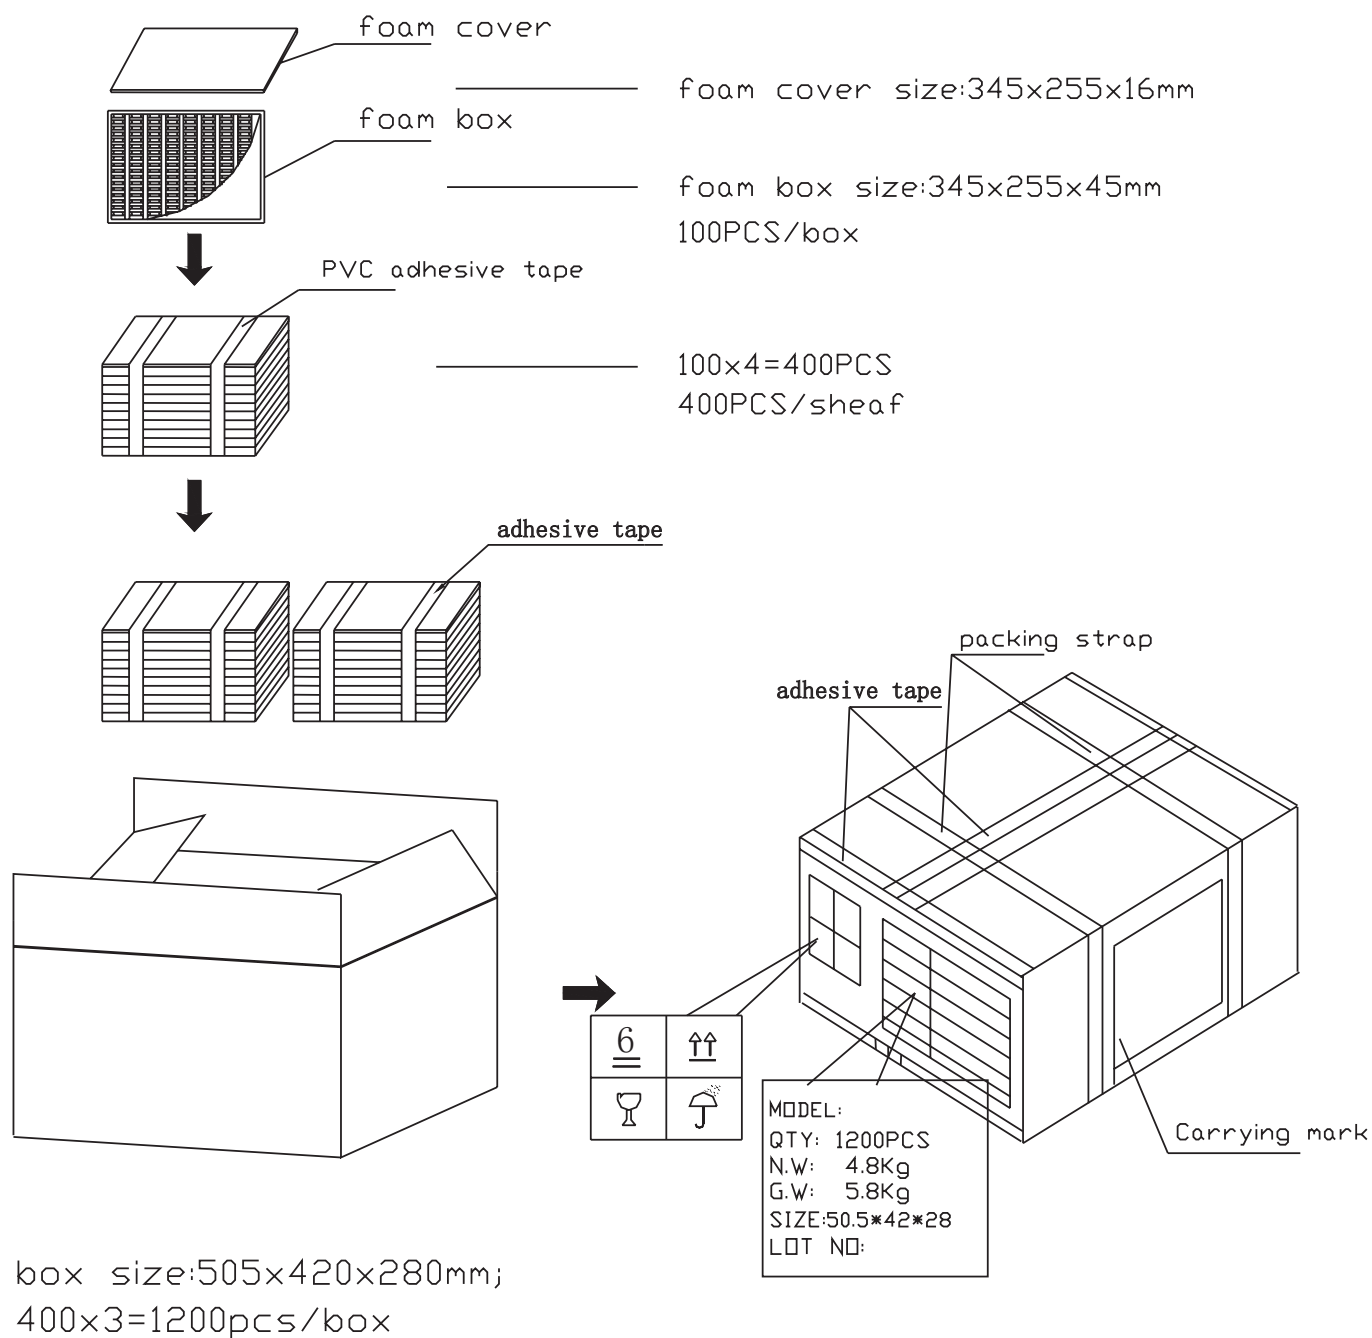 foam cover
foam cover size:345x255x16mm
foam box
foam box size:345x255x45mm
100PCS/box
PVC adhesive tape
100x4=400PCS
400PCS/sheaf
adhesive tape
packing strap
adhesive tape
6
MODEL:
QTY: 1200PCS
N.W: 4.8Kg
G.W: 5.8Kg
SIZE:50.5*42*28
LOT NO:
Carrying mark
box size:505x420x280mm;
400x3=1200pcs/box